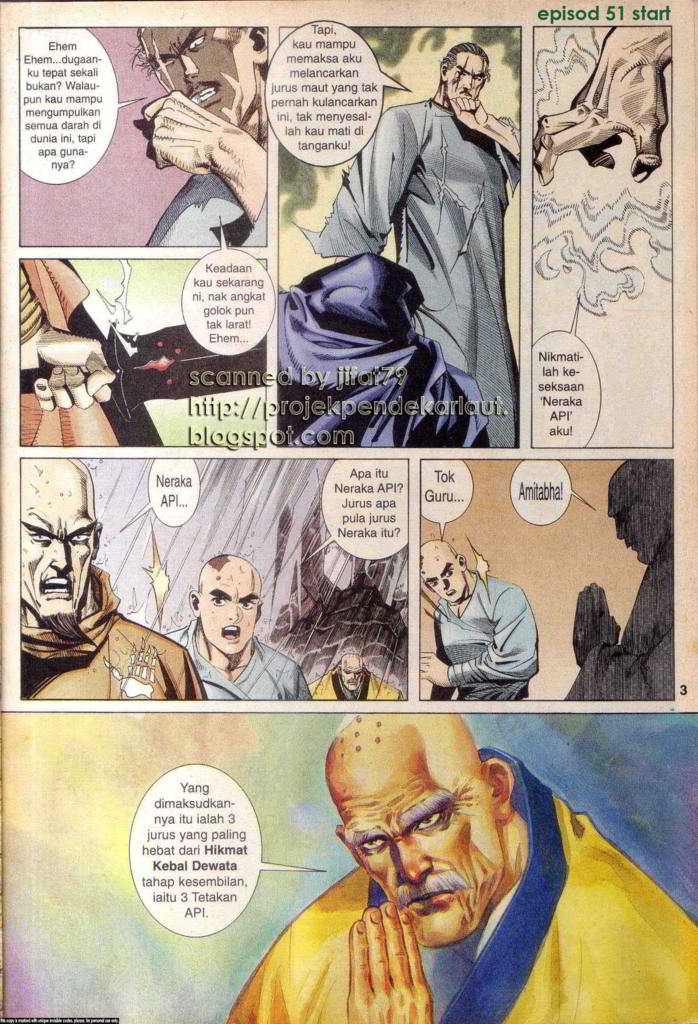 episod 51 start
Ehem
Ehem...dugaan-
ku tepat sekali
bukan? Walau-
pun kau mampu
mengumpulkan
semua darah di
dunia ini, tapi
apa guna-
nya?
Tapi,
kau mampu
memaksa aku
melancarkan
jurus maut yang tak
pernah kulancarkan
ini, tak menyesal-
lah kau mati di
tanganku!
Keadaan
kau sekarang
ni, nak angkat
golok pun
tak larat!
Ehem...
Nikmati-
lah ke-
seksaan
'Neraka
API'
aku!
scanned by jifat79
http://projekpendekarlaut.
blogspot.com
Neraka
API...
Apa itu
Neraka API?
Jurus apa
pula jurus
Neraka itu?
Tok
Guru...
Amitabha!
3
Yang
dimaksudkan-
nya itu ialah 3
jurus yang paling
hebat dari Hikmat
Kebal Dewata
tahap kesembilan,
iaitu 3 Tetakan
API.